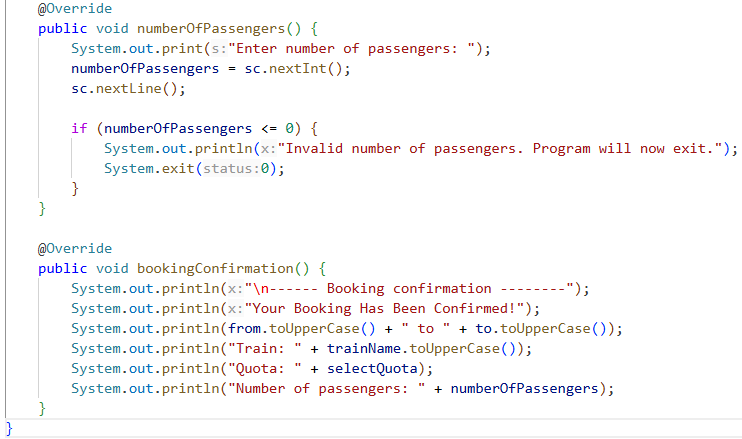 @Override
public void numberOfPassengers() {
System.out.print(s:"Enter number of passengers: ");
numberOfPassengers = sc.nextInt();
sc.nextLine();
if (numberOfPassengers <= 0) {
System.out.println(x:"Invalid number of passengers. Program will now exit.");
System.exit(status:0);
}
}
@Override
public void bookingConfirmation() {
System.out.println(x:"\n------ Booking confirmation --------");
System.out.println(x:"Your Booking Has Been Confirmed!");
System.out.println(from.toUpperCase() + " to " + to.toUpperCase());
System.out.println("Train: " + trainName.toUpperCase());
System.out.println("Quota: " + selectQuota);
System.out.println("Number of passengers: " + numberOfPassengers);
}
}